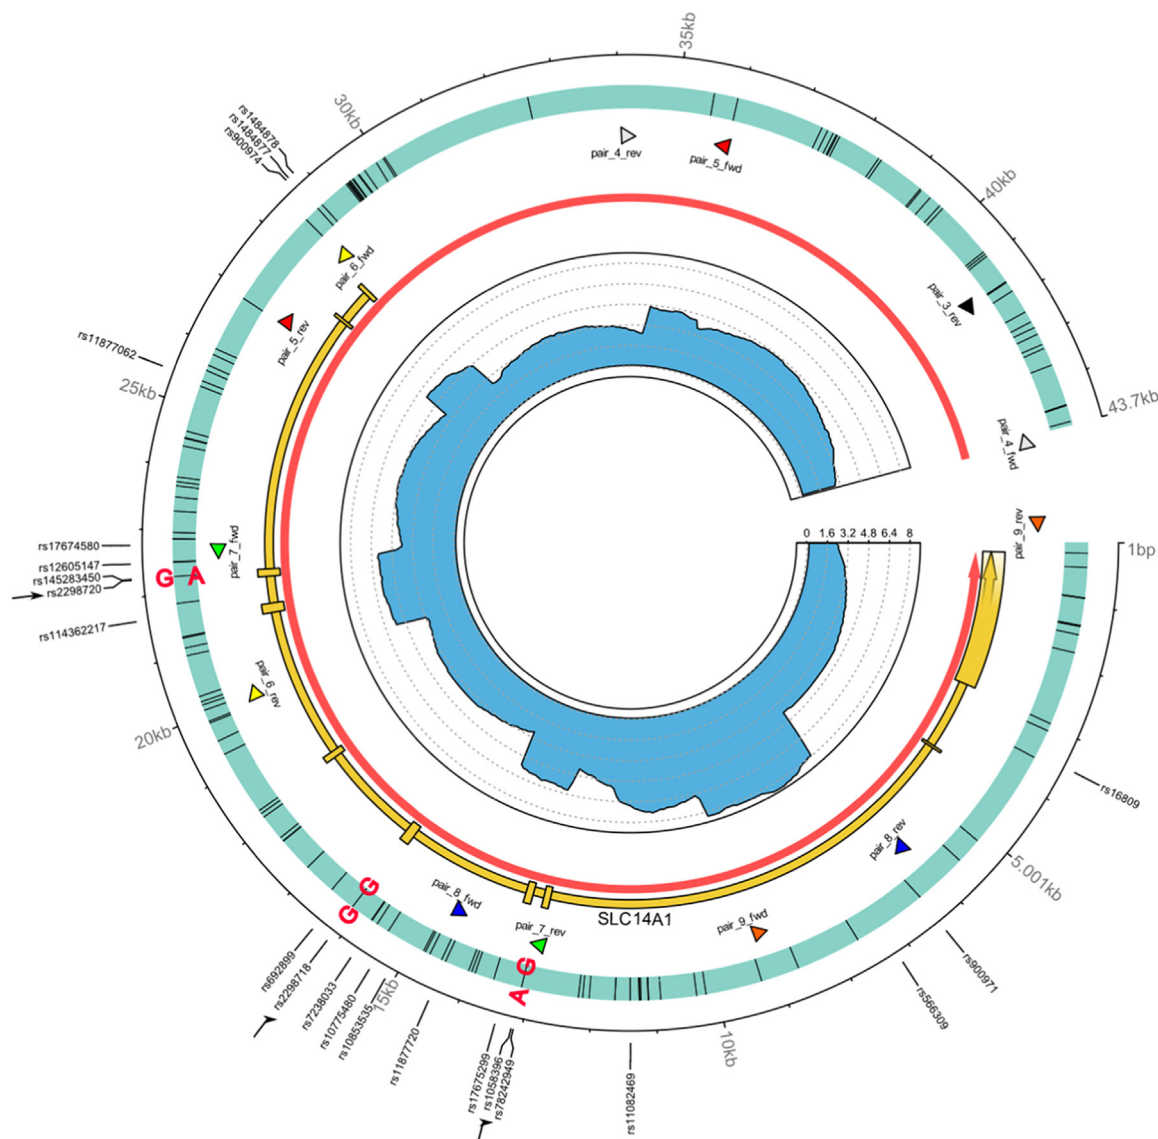 35kb
30kb
40kb
rs1484878
rs1484877
rs900974
pair_4_rev
pair_5_fwd
pair_6_fwd
pair_3_rev
pair_5_rev
rs11877062
25kb
43.7kb
pair_4_fwd
pair_9_rev
0 1.6 3.2 4.8 6.4 8
1bp
rs17674580
rs12605147
rs145283450
rs2298720
G A
pair_7_fwd
rs114362217
pair_6_rev
20kb
rs16809
pair_8_rev
5.001kb
G G
pair_8_fwd
pair_7_rev
SLC14A1
pair_9_fwd
A G
rs692899
rs2298718
rs7238033
rs10775480
rs10853535
15kb
rs11877720
rs17675299
rs1058396
rs78242949
rs11082469
10kb
rs566309
rs900971